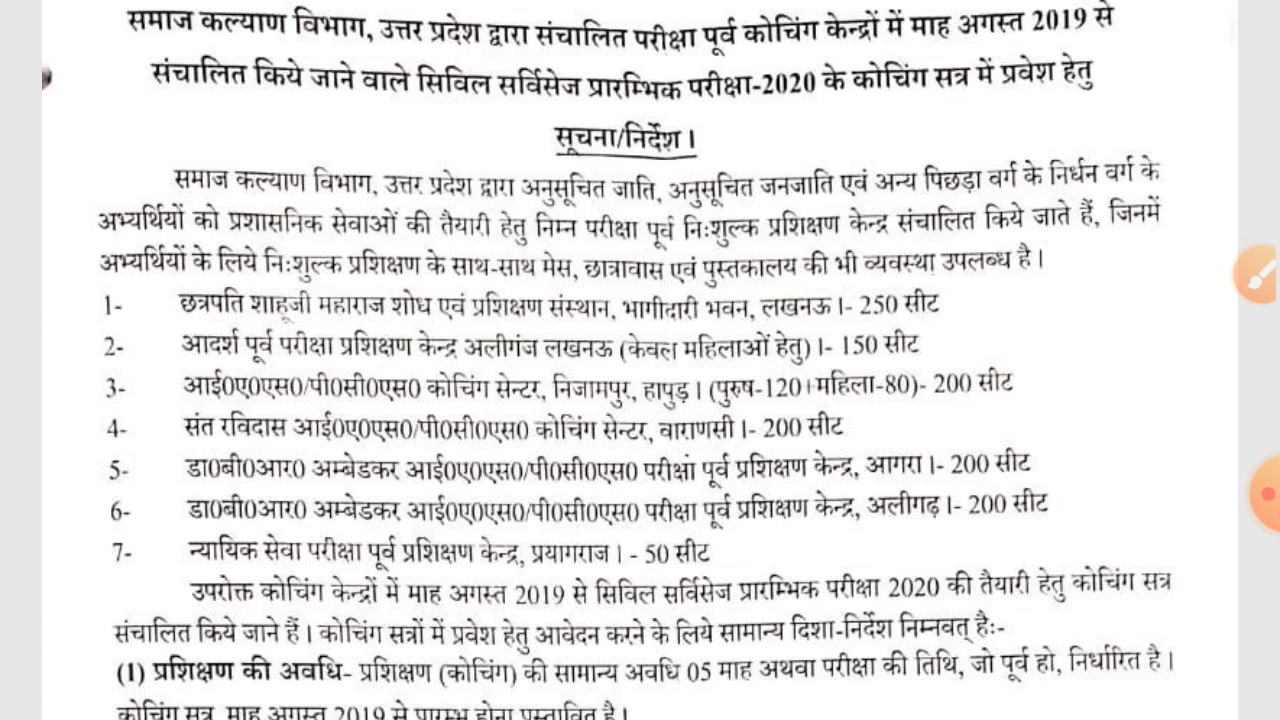 समाज कल्याण विभाग, उत्तर प्रदेश द्वारा संचालित परीक्षा पूर्व कोचिंग केन्द्रों में माह अगस्त 2019 से
संचालित किये जाने वाले सिविल सर्विसेज प्रारम्भिक परीक्षा-2020 के कोचिंग सत्र में प्रवेश हेतु
सूचना/निर्देश।
समाज कल्याण विभाग, उत्तर प्रदेश द्वारा अनुसूचित जाति, अनुसूचित जनजाति एवं अन्य पिछड़ा वर्ग के निर्धन वर्ग के
अभ्यर्थियों को प्रशासनिक सेवाओं की तैयारी हेतु निम्न परीक्षा पूर्व निःशुल्क प्रशिक्षण केन्द्र संचालित किये जाते हैं, जिनमें
अभ्यर्थियों के लिये निःशुल्क प्रशिक्षण के साथ-साथ मेस, छात्रावास एवं पुस्तकालय की भी व्यवस्था उपलब्ध है।
1- छत्रपति शाहूजी महाराज शोध एवं प्रशिक्षण संस्थान, भागीदारी भवन, लखनऊ।- 250 सीट
2- आदर्श पूर्व परीक्षा प्रशिक्षण केन्द्र अलीगंज लखनऊ (केवल महिलाओं हेतु)।- 150 सीट
3- आई0ए0एस0/पी0सी0एस0 कोचिंग सेन्टर, निजामपुर, हापुड़। (पुरुष-120+महिला-80)- 200 सीट
4- संत रविदास आई0ए0एस0/पी0सी0एस0 कोचिंग सेन्टर, वाराणसी।- 200 सीट
5- डा0बी0आर0 अम्बेडकर आई0ए0एस0/पी0सी0एस0 परीक्षा पूर्व प्रशिक्षण केन्द्र, आगरा।- 200 सीट
6- डा0बी0आर0 अम्बेडकर आई0ए0एस0/पी0सी0एस0 परीक्षा पूर्व प्रशिक्षण केन्द्र, अलीगढ़।- 200 सीट
7- न्यायिक सेवा परीक्षा पूर्व प्रशिक्षण केन्द्र, प्रयागराज। - 50 सीट
उपरोक्त कोचिंग केन्द्रों में माह अगस्त 2019 से सिविल सर्विसेज प्रारम्भिक परीक्षा 2020 की तैयारी हेतु कोचिंग सत्र
संचालित किये जाने हैं। कोचिंग सत्रों में प्रवेश हेतु आवेदन करने के लिये सामान्य दिशा-निर्देश निम्नवत् हैः-
(1) प्रशिक्षण की अवधि- प्रशिक्षण (कोचिंग) की सामान्य अवधि 05 माह अथवा परीक्षा की तिथि, जो पूर्व हो, निर्धारित है।
कोचिंग सत्र, माह अगस्त 2019 से प्रारम्भ होना प्रस्तावित है।